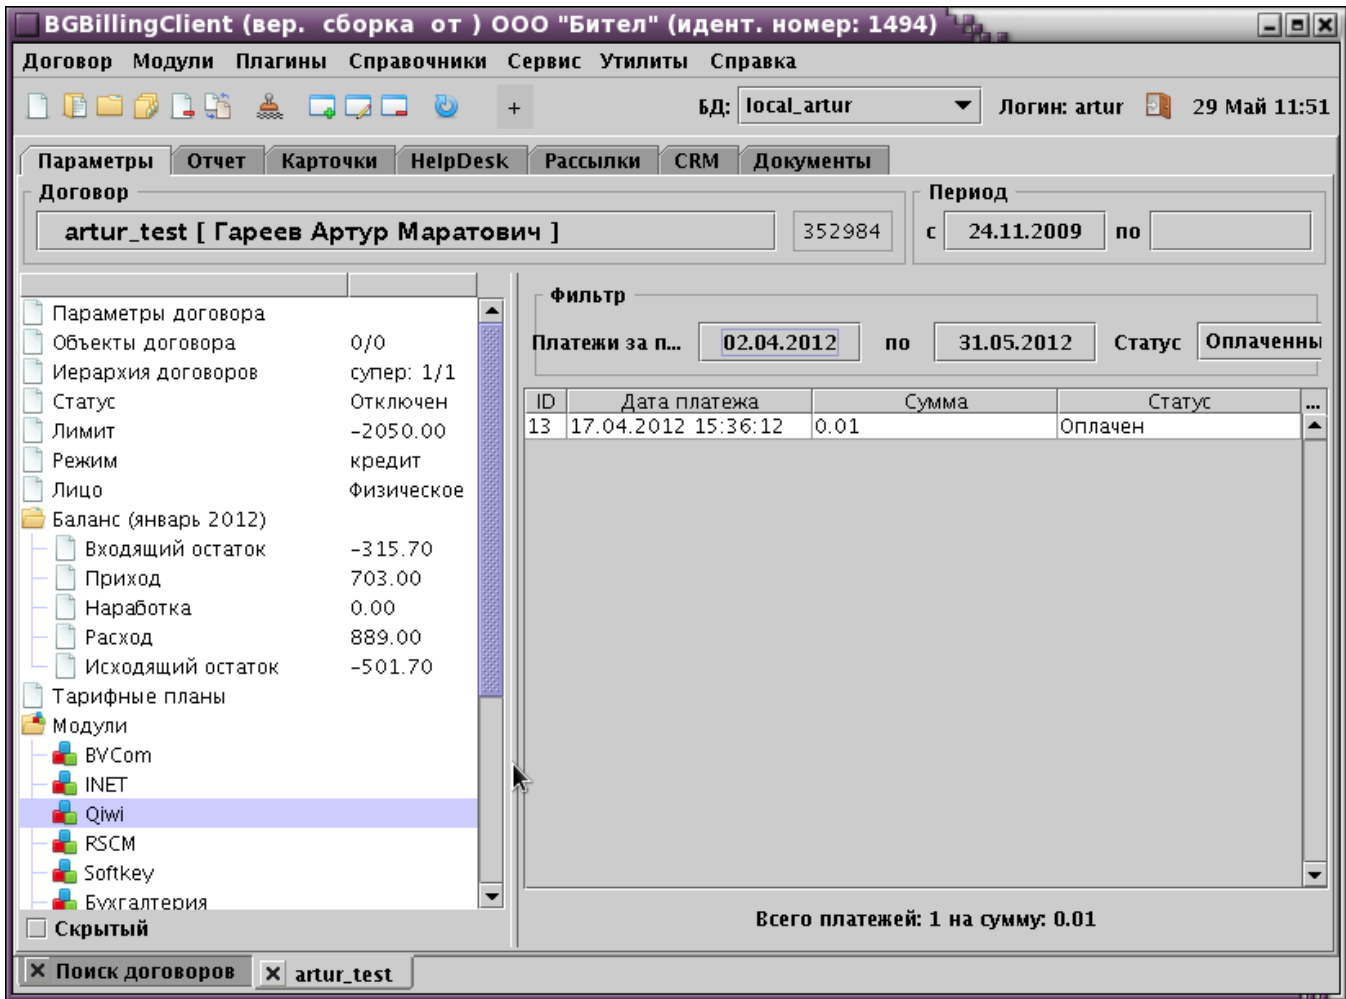 BGBillingClient (вер.  сборка  от ) ООО "Бител" (идент. номер: 1494)
Договор Модули Плагины Справочники Сервис Утилиты Справка
+ БД: local_artur Логин: artur 29 Май 11:51
Параметры Отчет Карточки HelpDesk Рассылки CRM Документы
Договор
artur_test [ Гареев Артур Маратович ] 352984
Период
с 24.11.2009 по
Параметры договора
Объекты договора 0/0
Иерархия договоров супер: 1/1
Статус Отключен
Лимит -2050.00
Режим кредит
Лицо Физическое
Баланс (январь 2012)
Входящий остаток -315.70
Приход 703.00
Наработка 0.00
Расход 889.00
Исходящий остаток -501.70
Тарифные планы
Модули
BVCom
INET
Qiwi
RSCM
Softkey
Бухгалтерия
Скрытый
Фильтр
Платежи за п... 02.04.2012 по 31.05.2012 Статус Оплаченны
ID Дата платежа Сумма Статус ...
13 17.04.2012 15:36:12 0.01 Оплачен
Всего платежей: 1 на сумму: 0.01
Поиск договоров artur_test